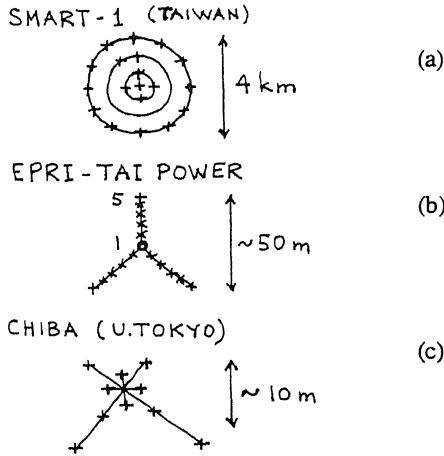 SMART-1 (TAIWAN)
(a)
4 km
EPRI-TAI POWER
5
(b)
1
~50 m
CHIBA (U.TOKYO)
(c)
~10 m